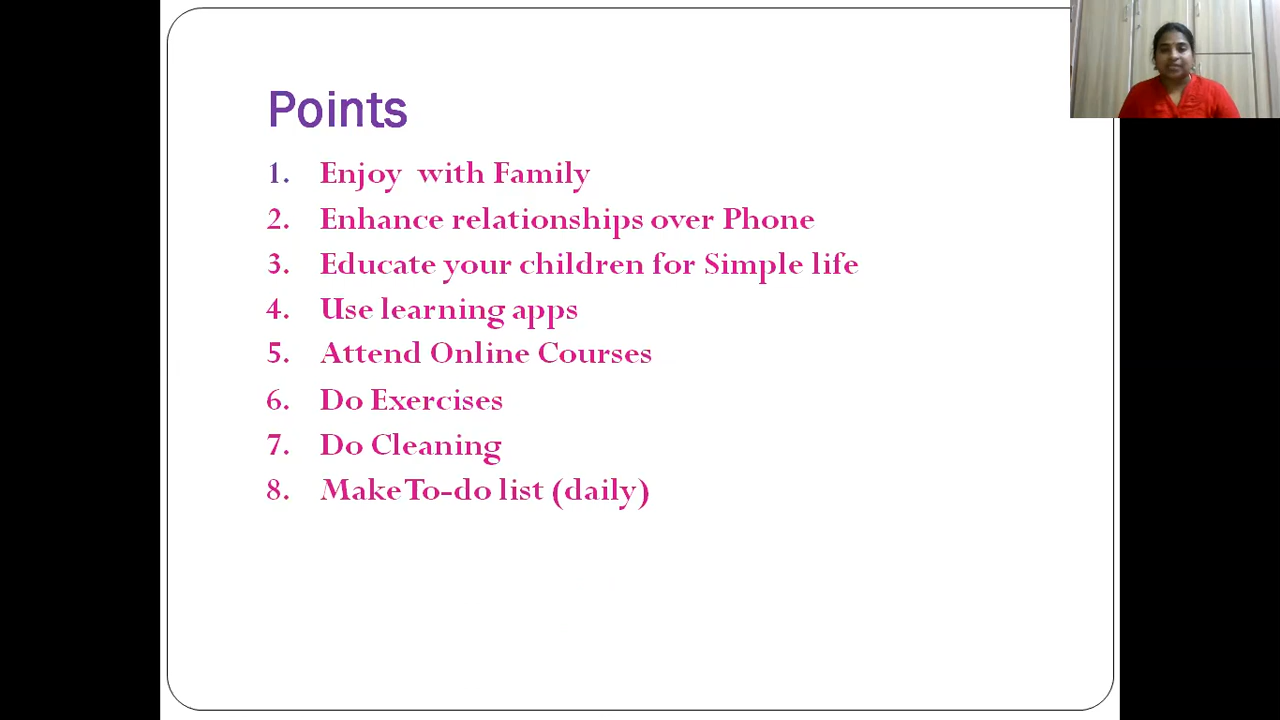 Points
1. Enjoy with Family
2. Enhance relationships over Phone
3. Educate your children for Simple life
4. Use learning apps
5. Attend Online Courses
6. Do Exercises
7. Do Cleaning
8. Make To-do list (daily)